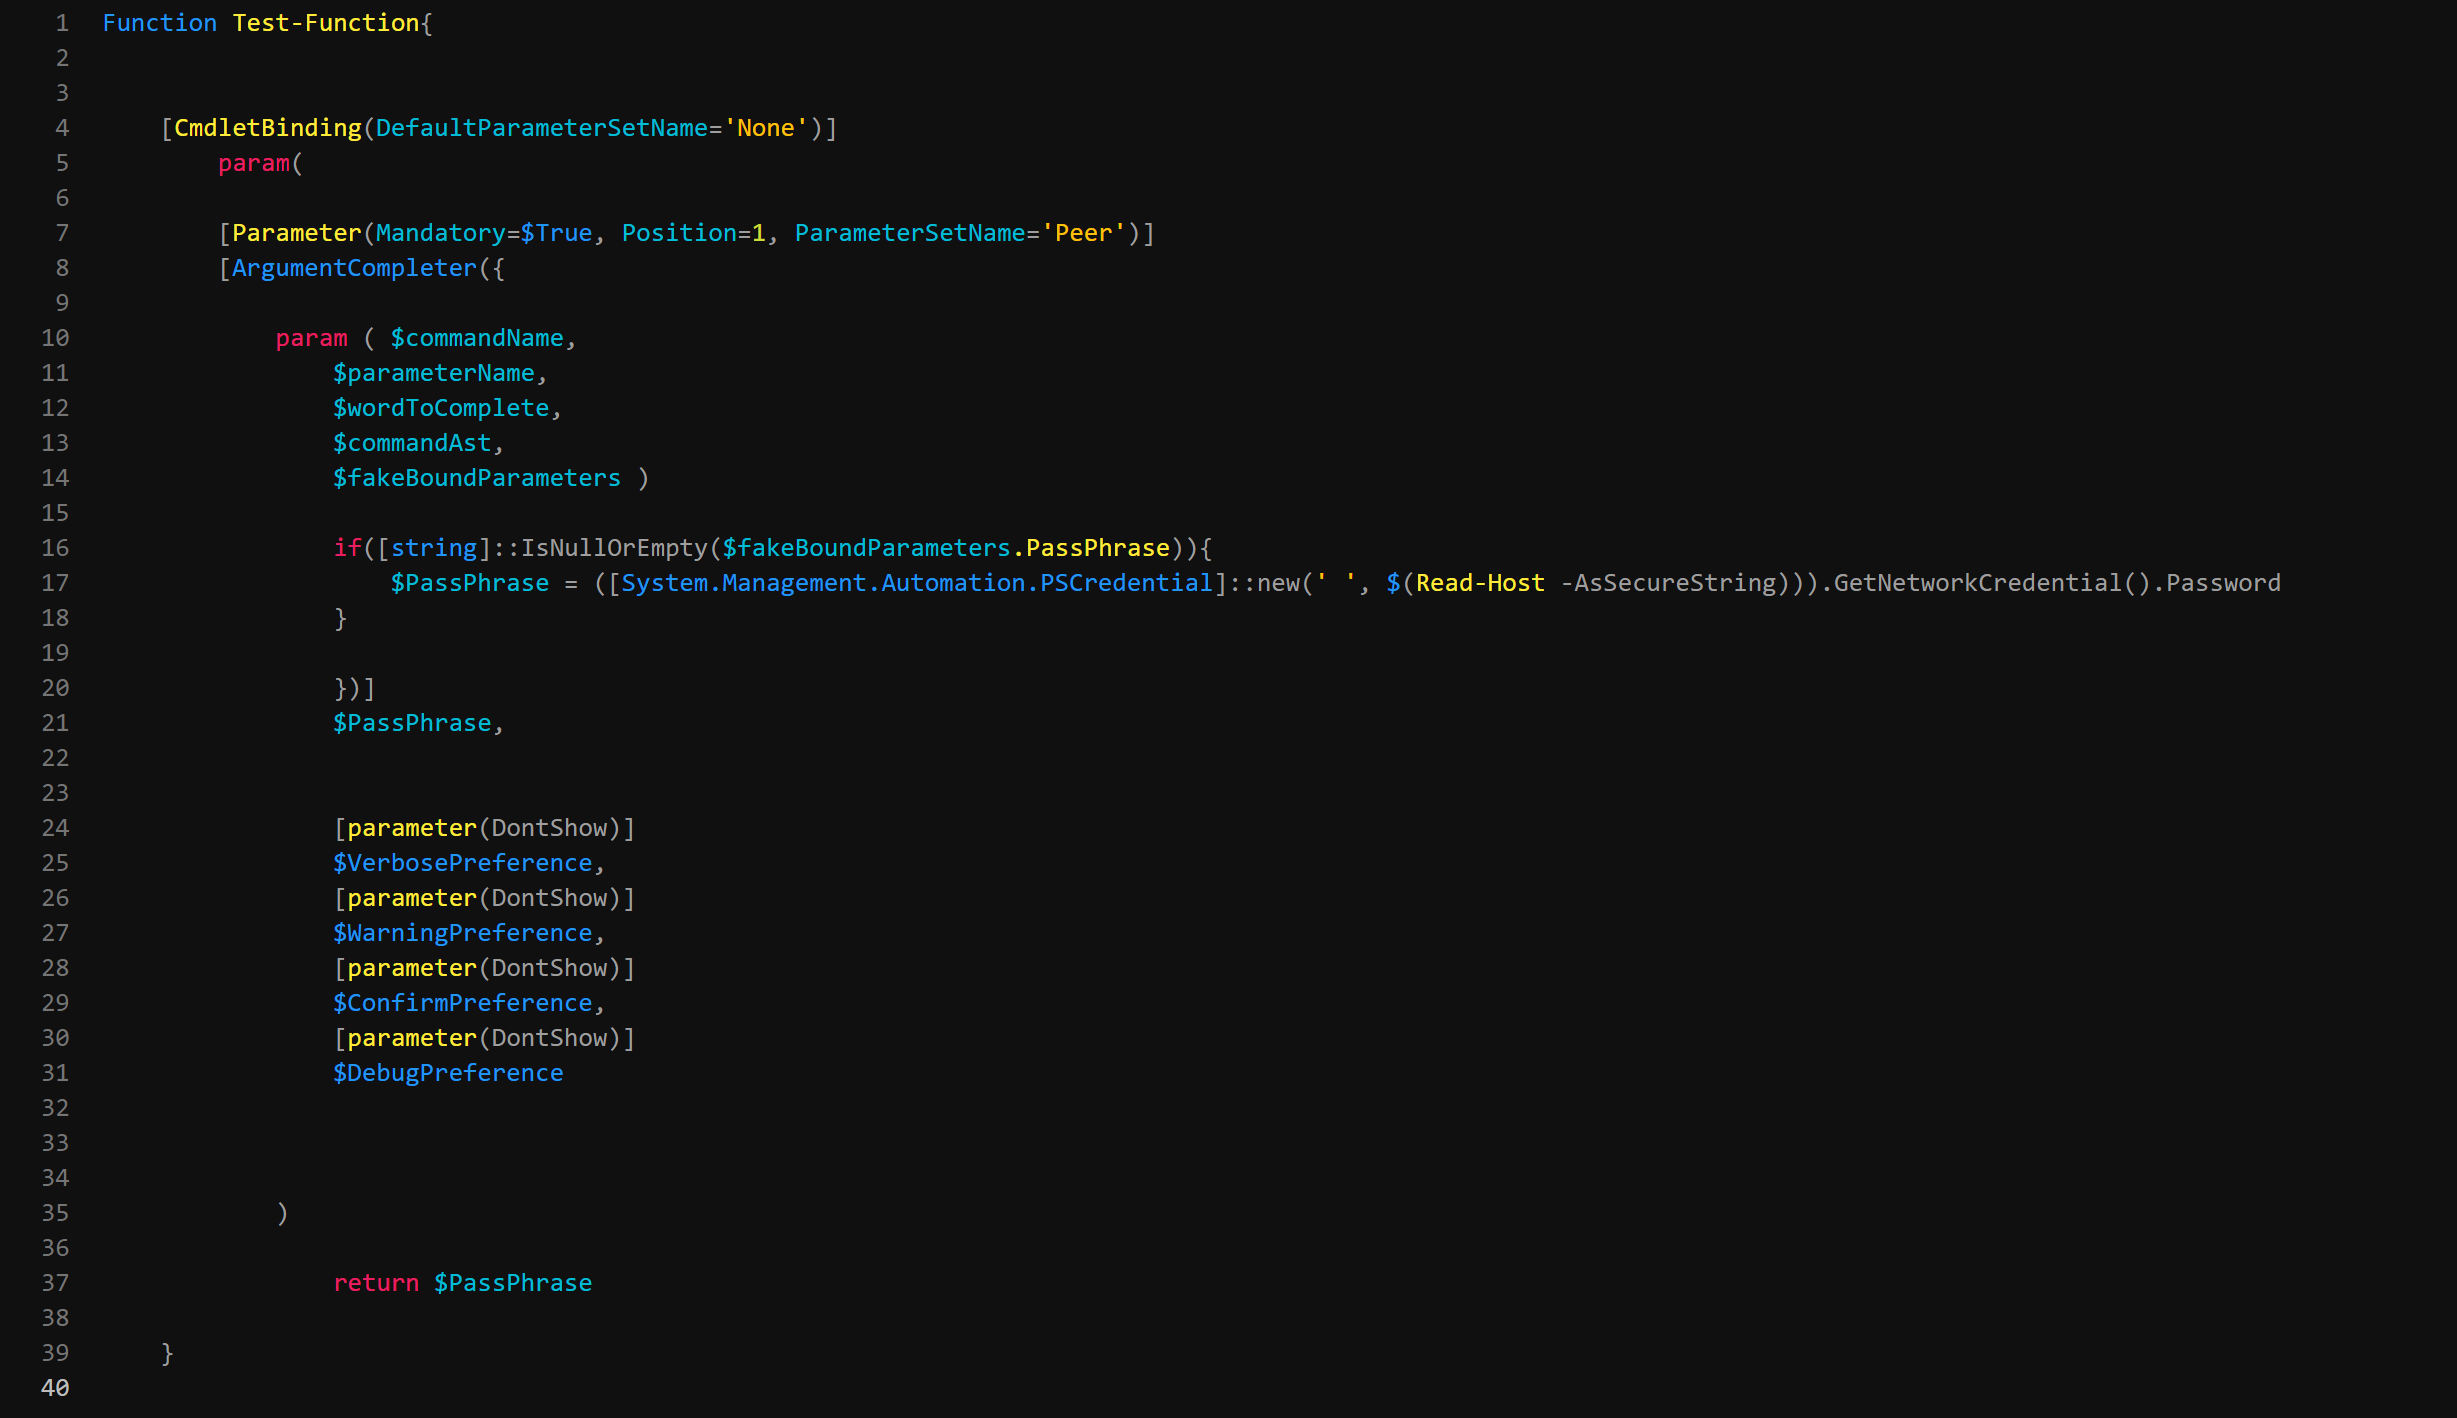 1 Function Test-Function{
2
3
4 [CmdletBinding(DefaultParameterSetName='None')]
5 param(
6
7 [Parameter(Mandatory=$True, Position=1, ParameterSetName='Peer')]
8 [ArgumentCompleter({
9
10 param ( $commandName,
11 $parameterName,
12 $wordToComplete,
13 $commandAst,
14 $fakeBoundParameters )
15
16 if([string]::IsNullOrEmpty($fakeBoundParameters.PassPhrase)){
17 $PassPhrase = ([System.Management.Automation.PSCredential]::new(' ', $(Read-Host -AsSecureString))).GetNetworkCredential().Password
18 }
19
20 })]
21 $PassPhrase,
22
23
24 [parameter(DontShow)]
25 $VerbosePreference,
26 [parameter(DontShow)]
27 $WarningPreference,
28 [parameter(DontShow)]
29 $ConfirmPreference,
30 [parameter(DontShow)]
31 $DebugPreference
32
33
34
35 )
36
37 return $PassPhrase
38
39 }
40